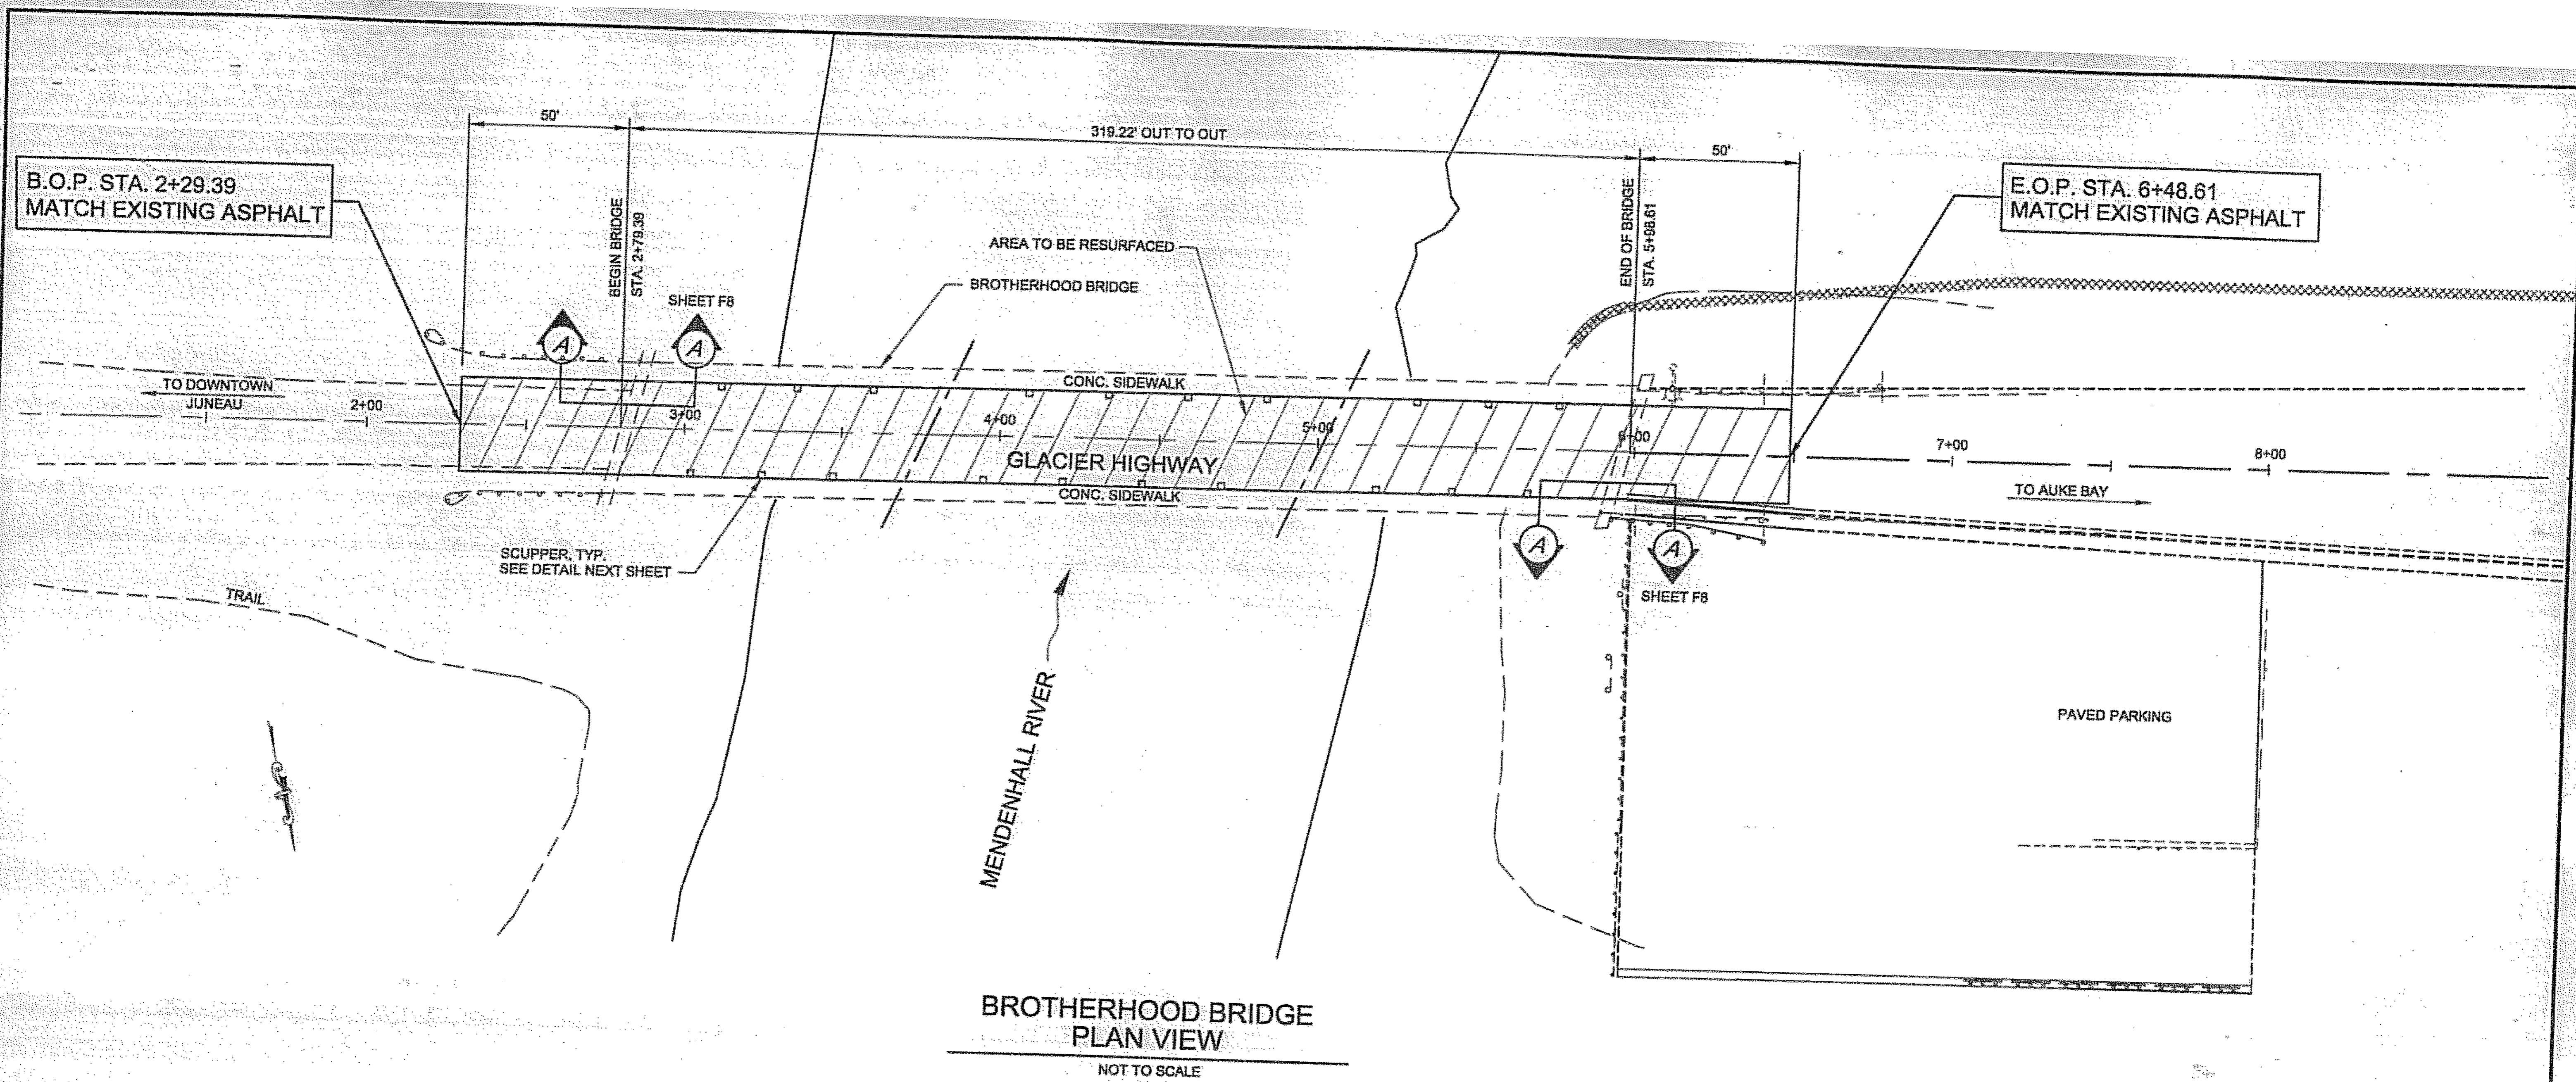 50'
319.22' OUT TO OUT
50'
B.O.P. STA. 2+29.39
MATCH EXISTING ASPHALT
BEGIN BRIDGE
STA. 2+79.39
SHEET F8
A
A
AREA TO BE RESURFACED
BROTHERHOOD BRIDGE
END OF BRIDGE
STA. 5+98.61
E.O.P. STA. 6+48.61
MATCH EXISTING ASPHALT
TO DOWNTOWN
JUNEAU
CONC. SIDEWALK
2+00
3+00
4+00
5+00
6+00
7+00
8+00
GLACIER HIGHWAY
CONC. SIDEWALK
TO AUKE BAY
SCUPPER, TYP.
SEE DETAIL NEXT SHEET
A
A
SHEET F8
TRAIL
MENDENHALL RIVER
PAVED PARKING
N
BROTHERHOOD BRIDGE
PLAN VIEW
NOT TO SCALE